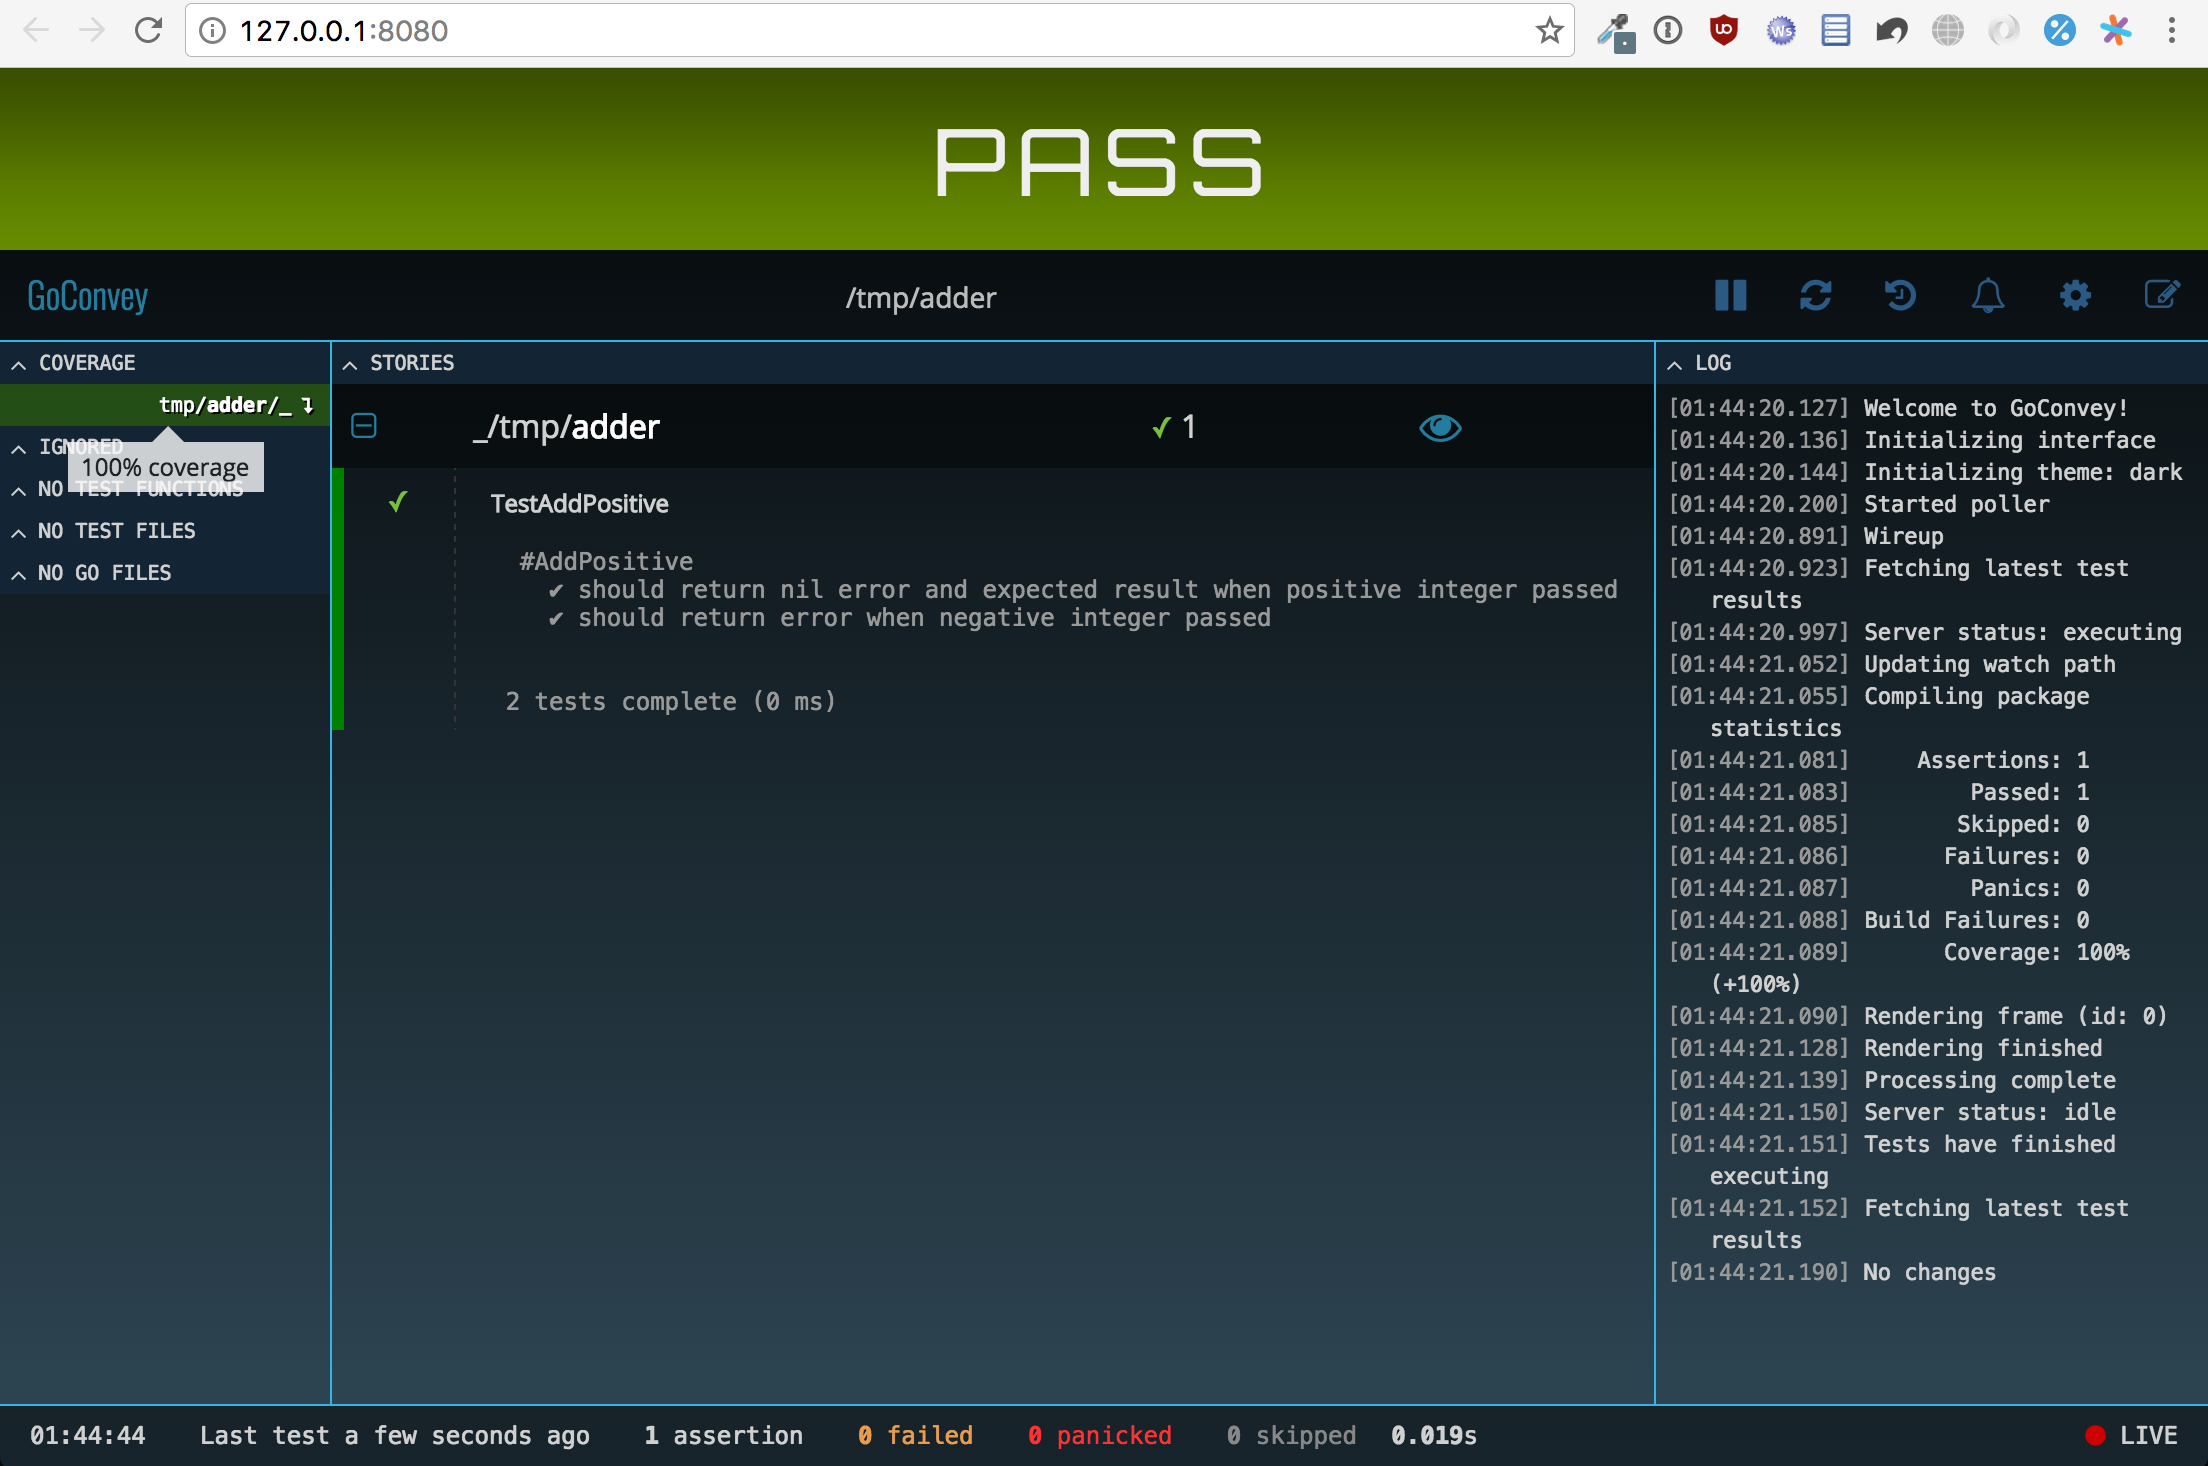 127.0.0.1:8080
PASS
GoConvey
/tmp/adder
COVERAGE
tmp/adder/_
IGNORED
100% coverage
NO TEST FUNCTIONS
NO TEST FILES
NO GO FILES
STORIES
_/tmp/adder
1
TestAddPositive
#AddPositive
✔ should return nil error and expected result when positive integer passed
✔ should return error when negative integer passed
2 tests complete (0 ms)
LOG
[01:44:20.127] Welcome to GoConvey!
[01:44:20.136] Initializing interface
[01:44:20.144] Initializing theme: dark
[01:44:20.200] Started poller
[01:44:20.891] Wireup
[01:44:20.923] Fetching latest test
results
[01:44:20.997] Server status: executing
[01:44:21.052] Updating watch path
[01:44:21.055] Compiling package
statistics
[01:44:21.081] Assertions: 1
[01:44:21.083] Passed: 1
[01:44:21.085] Skipped: 0
[01:44:21.086] Failures: 0
[01:44:21.087] Panics: 0
[01:44:21.088] Build Failures: 0
[01:44:21.089] Coverage: 100%
(+100%)
[01:44:21.090] Rendering frame (id: 0)
[01:44:21.128] Rendering finished
[01:44:21.139] Processing complete
[01:44:21.150] Server status: idle
[01:44:21.151] Tests have finished
executing
[01:44:21.152] Fetching latest test
results
[01:44:21.190] No changes
01:44:44 Last test a few seconds ago 1 assertion 0 failed 0 panicked 0 skipped 0.019s LIVE